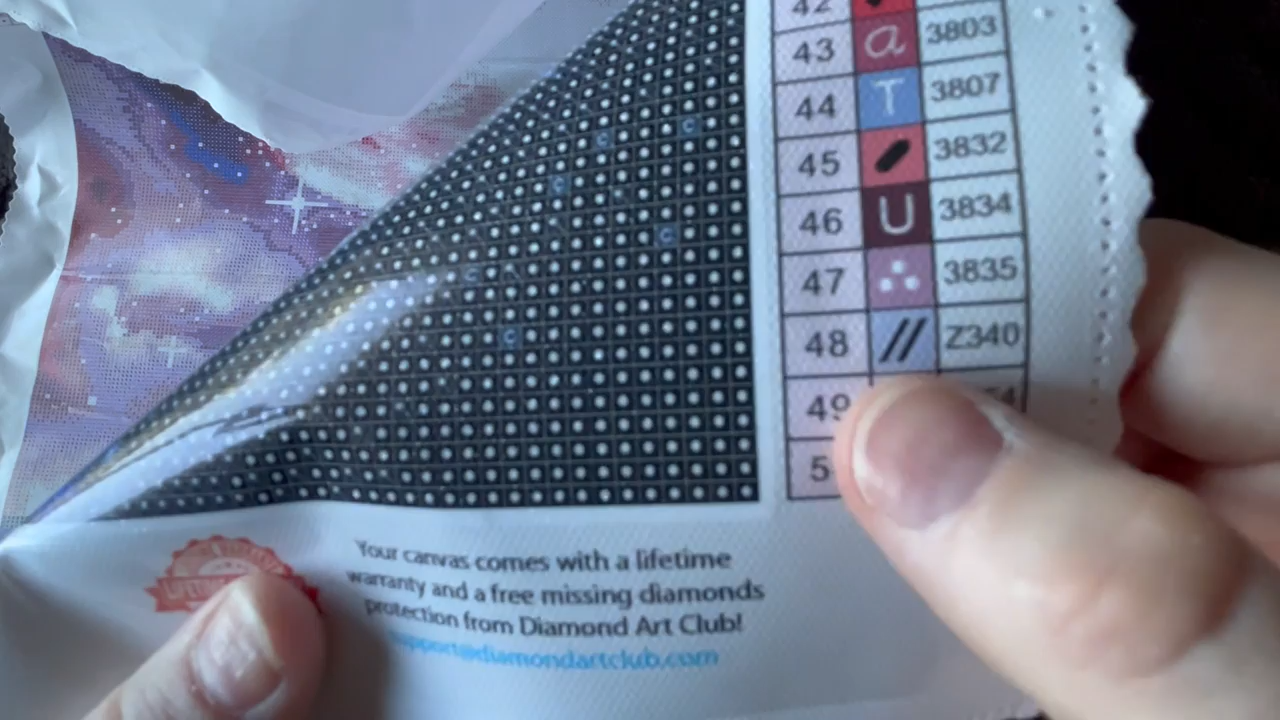 42
43 a 3803
44 T 3807
45 3832
46 U 3834
47 3835
48 // Z340
49
Your canvas comes with a lifetime
warranty and a free missing diamonds
protection from Diamond Art Club!
support@diamondartclub.com